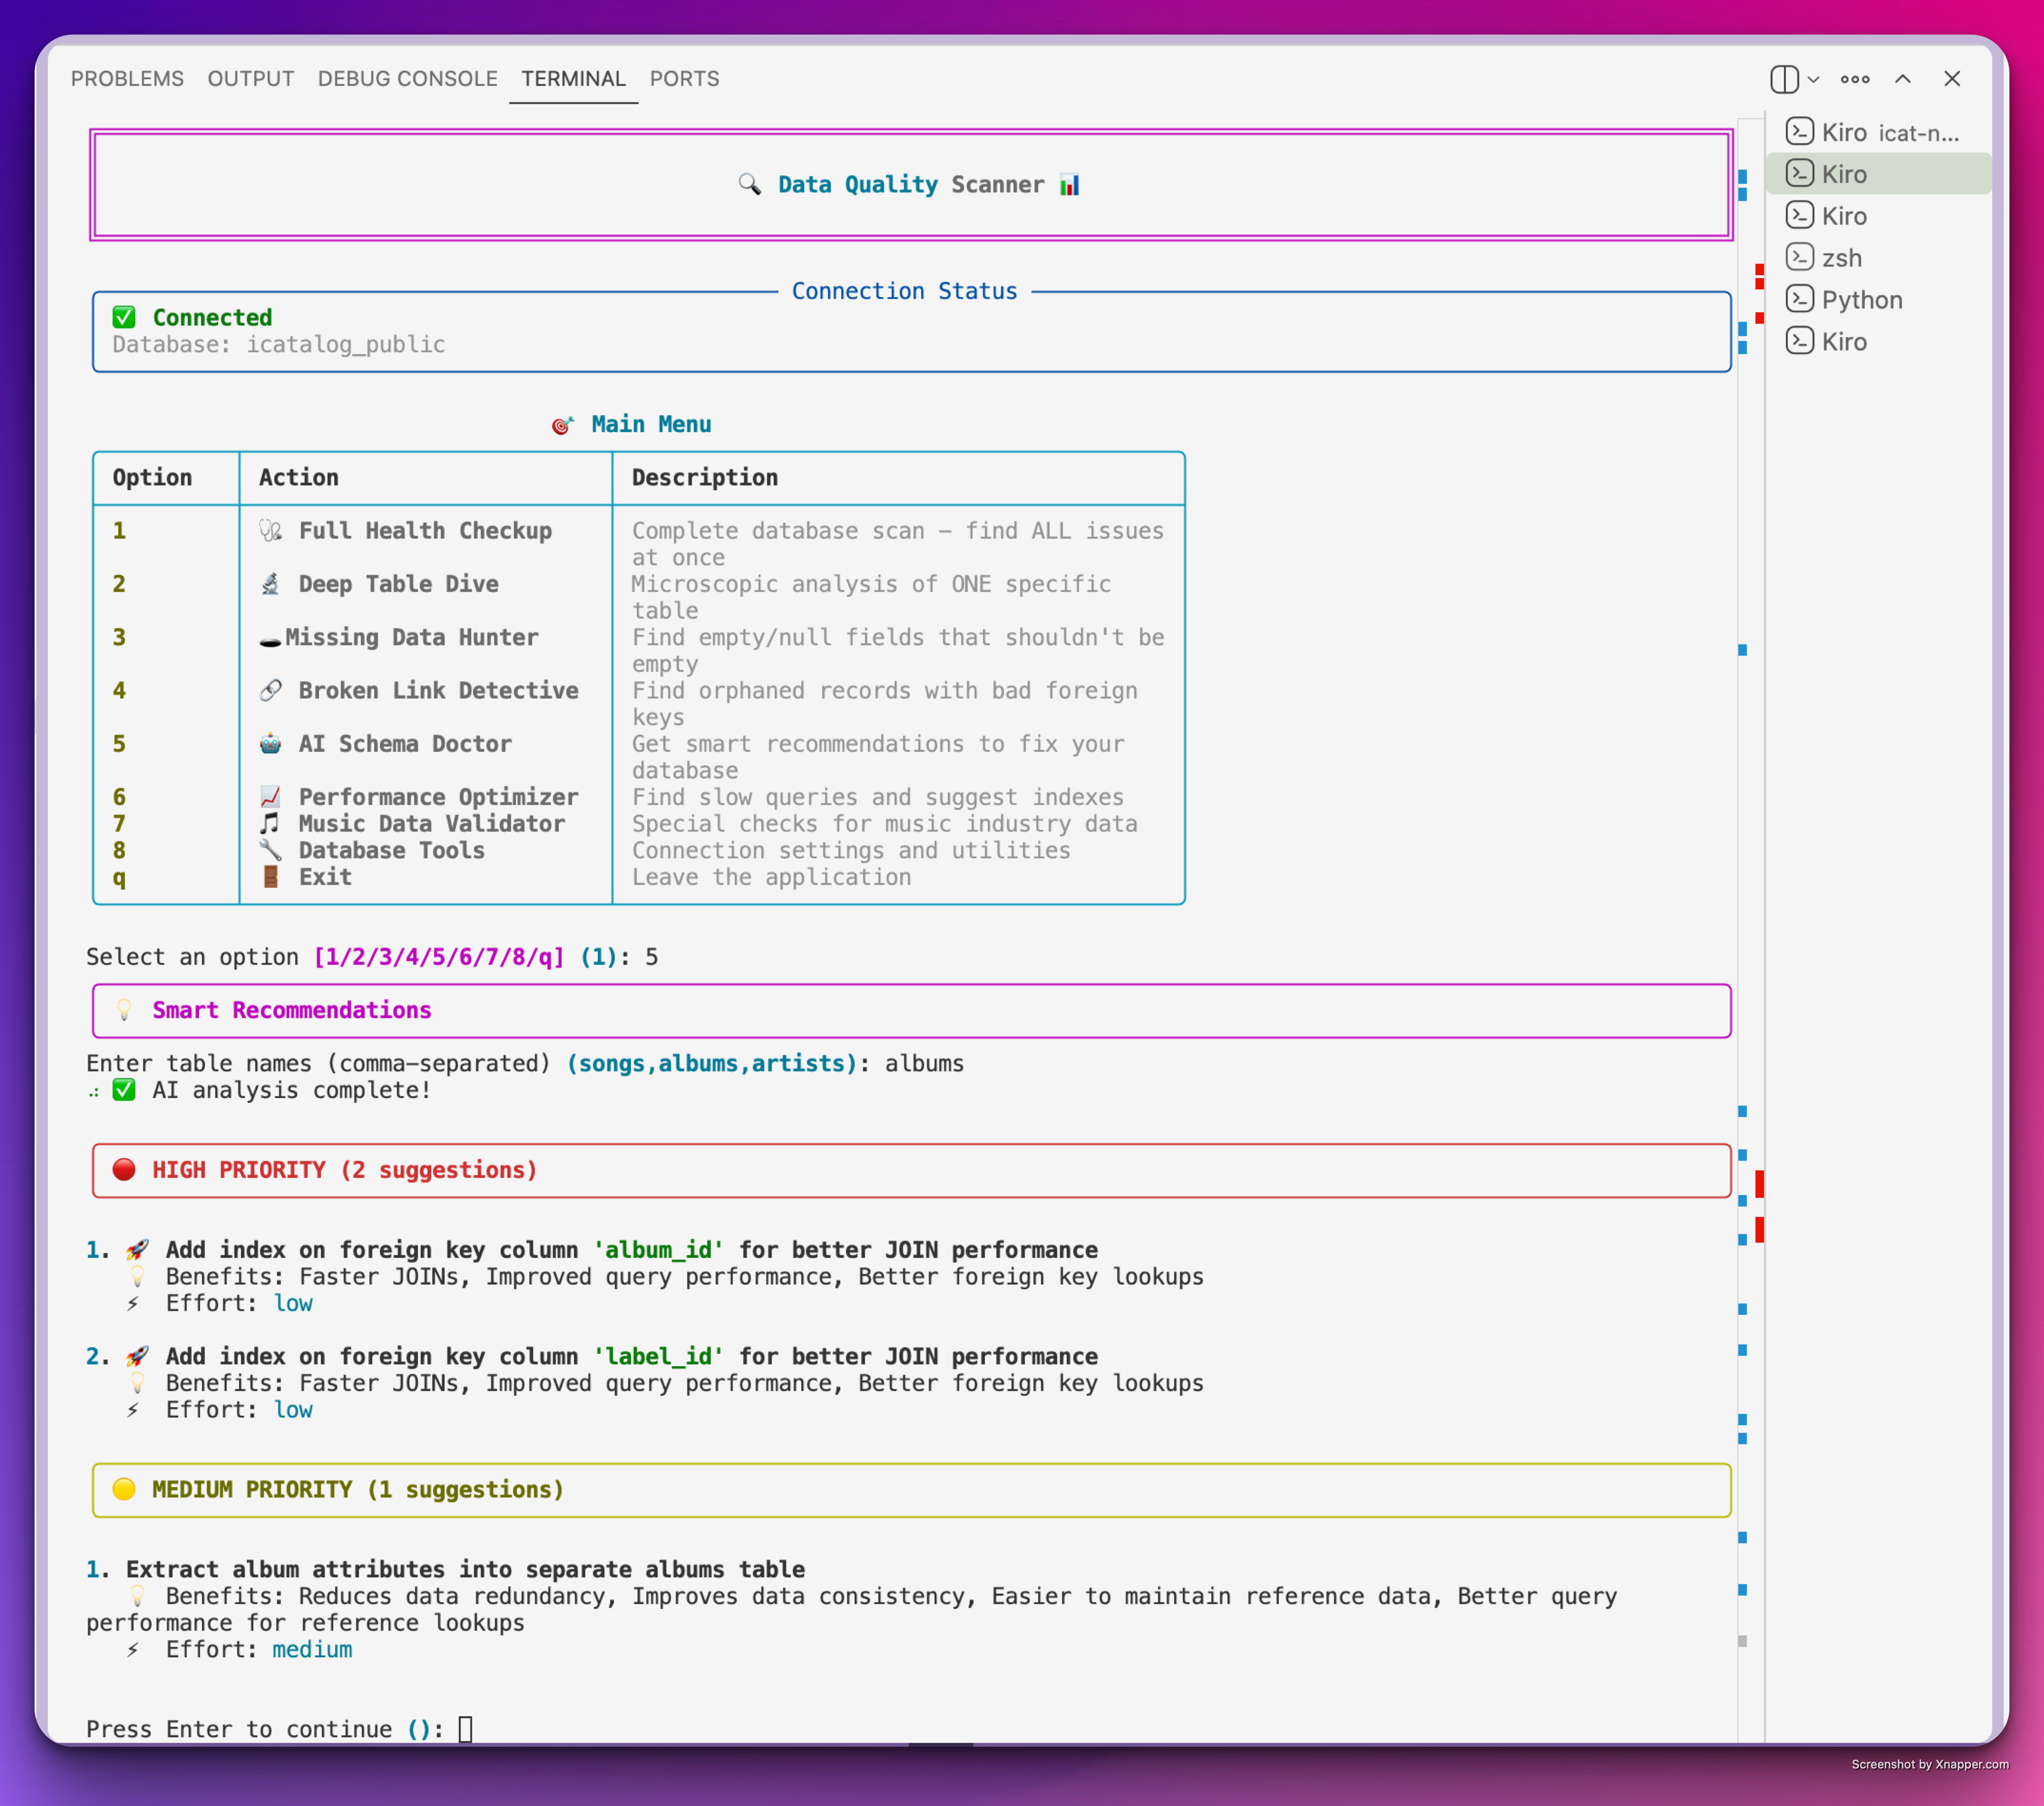 PROBLEMS OUTPUT DEBUG CONSOLE TERMINAL PORTS
🔍 Data Quality Scanner 📊
Connection Status
✅ Connected
Database: icatalog_public
🎯 Main Menu
Option Action Description
1 🩺 Full Health Checkup Complete database scan – find ALL issues
at once
2 🔬 Deep Table Dive Microscopic analysis of ONE specific
table
3 🕳️Missing Data Hunter Find empty/null fields that shouldn't be
empty
4 🔗 Broken Link Detective Find orphaned records with bad foreign
keys
5 🤖 AI Schema Doctor Get smart recommendations to fix your
database
6 📈 Performance Optimizer Find slow queries and suggest indexes
7 🎵 Music Data Validator Special checks for music industry data
8 🔧 Database Tools Connection settings and utilities
q 🚪 Exit Leave the application
Select an option [1/2/3/4/5/6/7/8/q] (1): 5
💡 Smart Recommendations
Enter table names (comma-separated) (songs,albums,artists): albums
✅ AI analysis complete!
🔴 HIGH PRIORITY (2 suggestions)
1. 🚀 Add index on foreign key column 'album_id' for better JOIN performance
💡 Benefits: Faster JOINs, Improved query performance, Better foreign key lookups
⚡ Effort: low
2. 🚀 Add index on foreign key column 'label_id' for better JOIN performance
💡 Benefits: Faster JOINs, Improved query performance, Better foreign key lookups
⚡ Effort: low
🟡 MEDIUM PRIORITY (1 suggestions)
1. Extract album attributes into separate albums table
💡 Benefits: Reduces data redundancy, Improves data consistency, Easier to maintain reference data, Better query
performance for reference lookups
⚡ Effort: medium
Press Enter to continue ():
Kiro icat-n...
Kiro
Kiro
zsh
Python
Kiro
Screenshot by Xnapper.com